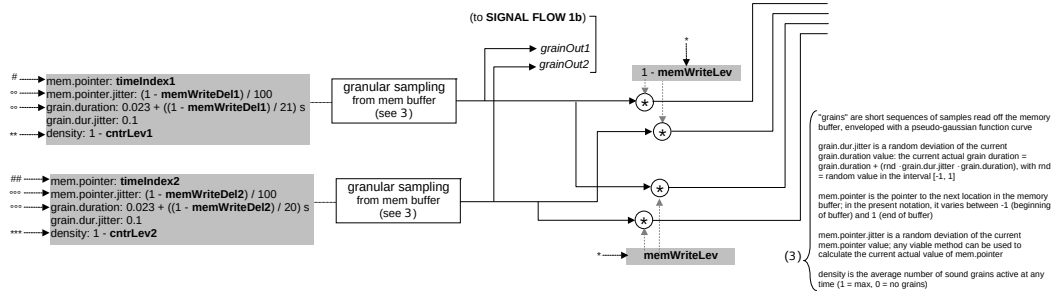 (to SIGNAL FLOW 1b)
grainOut1
grainOut2
*
1 - memWriteLev
# mem.pointer: timeIndex1
°° mem.pointer.jitter: (1 - memWriteDel1) / 100
°° grain.duration: 0.023 + ((1 - memWriteDel1) / 21) s
grain.dur.jitter: 0.1
** density: 1 - cntrLev1
granular sampling
from mem buffer
(see 3)
*
*
## mem.pointer: timeIndex2
°°° mem.pointer.jitter: (1 - memWriteDel2) / 100
°°° grain.duration: 0.023 + ((1 - memWriteDel2) / 20) s
grain.dur.jitter: 0.1
*** density: 1 - cntrLev2
granular sampling
from mem buffer
(see 3)
*
*
* memWriteLev
(3)
"grains" are short sequences of samples read off the memory
buffer, enveloped with a pseudo-gaussian function curve
grain.dur.jitter is a random deviation of the current
grain.duration value: the current actual grain duration =
grain.duration + (rnd ·grain.dur.jitter ·grain.duration), with rnd
= random value in the interval [-1, 1]
mem.pointer is the pointer to the next location in the memory
buffer; in the present notation, it varies between -1 (beginning
of buffer) and 1 (end of buffer)
mem.pointer.jitter is a random deviation of the current
mem.pointer value; any viable method can be used to
calculate the current actual value of mem.pointer
density is the average number of sound grains active at any
time (1 = max, 0 = no grains)